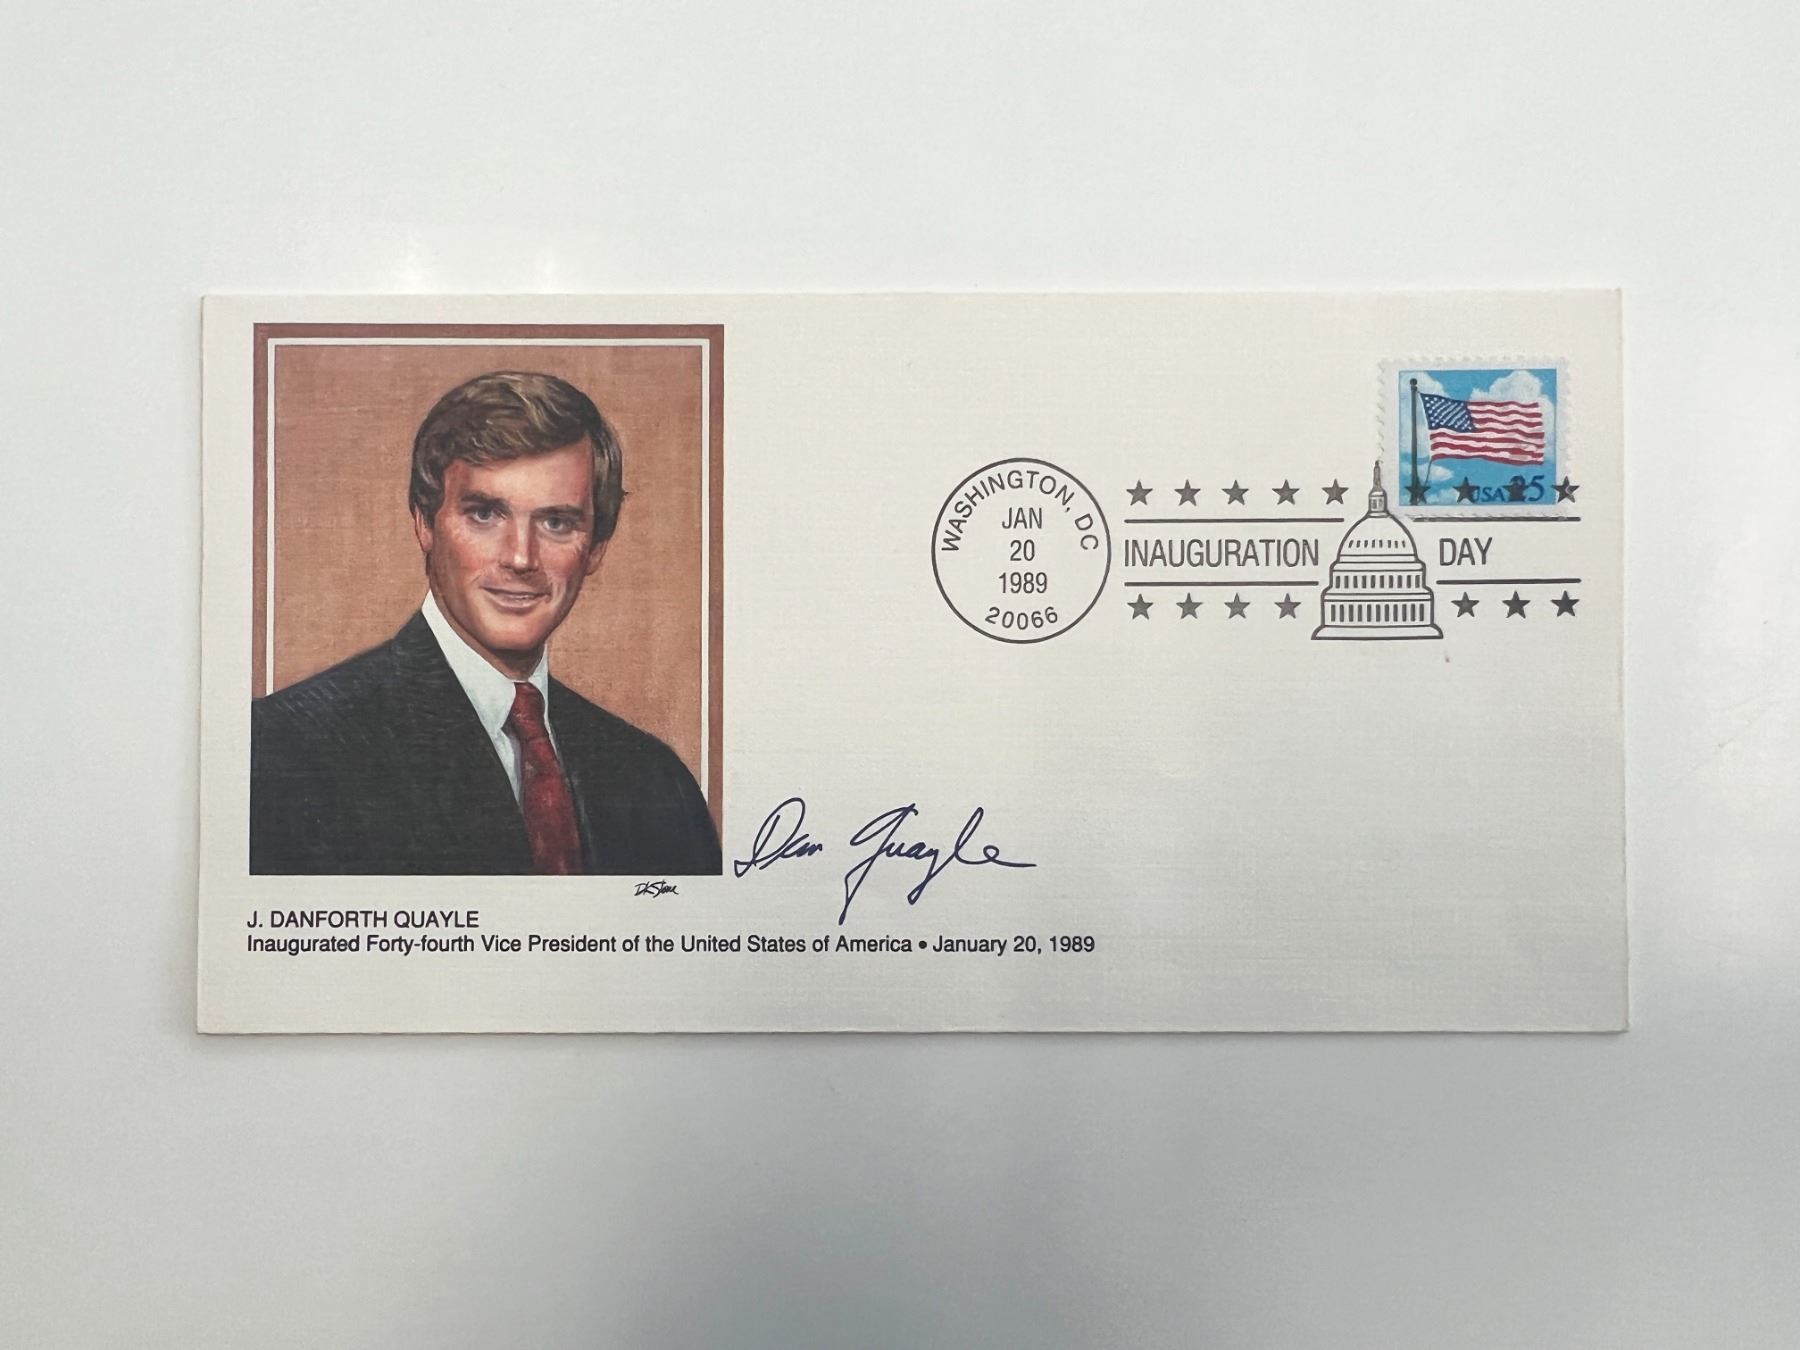 USA 25
WASHINGTON, DC
JAN
20
1989
20066
INAUGURATION DAY
Dan Quayle
DKStone
J. DANFORTH QUAYLE
Inaugurated Forty-fourth Vice President of the United States of America • January 20, 1989